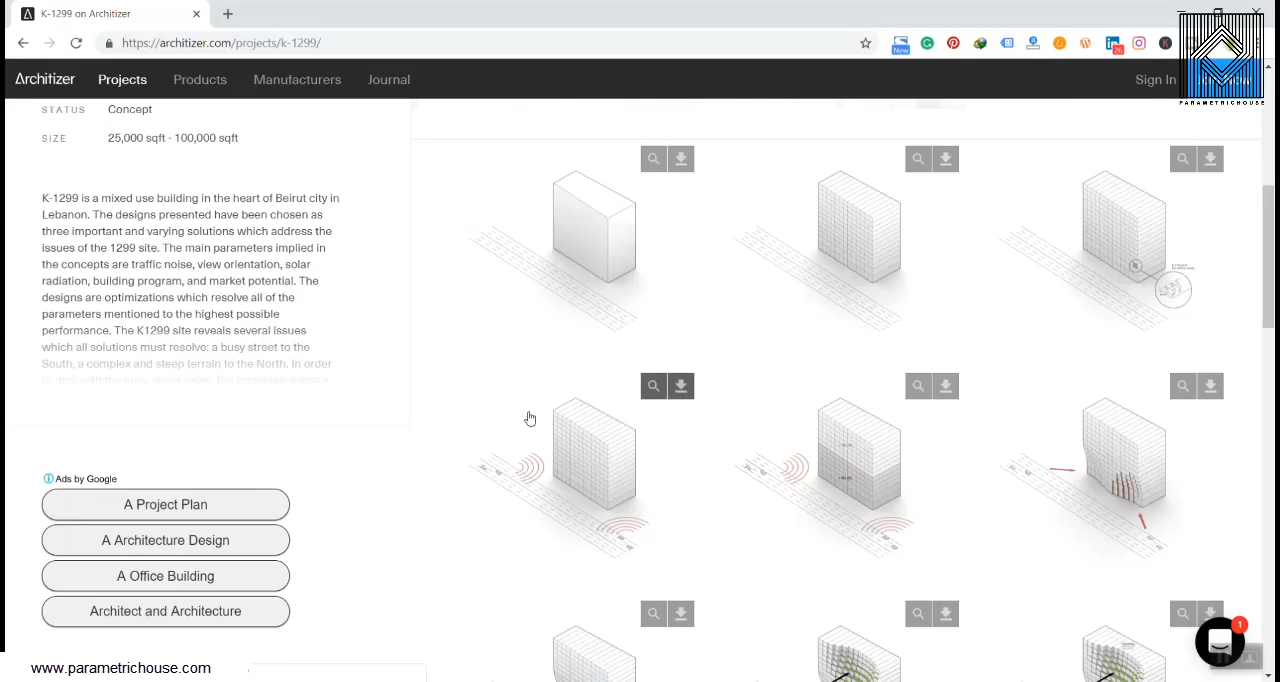 K-1299 on Architizer
https://architizer.com/projects/k-1299/
New
26
PARAMETRICHOUSE
Architizer
Projects
Products
Manufacturers
Journal
Sign In
STATUS Concept
SIZE 25,000 sqft - 100,000 sqft
K-1299 is a mixed use building in the heart of Beirut city in
Lebanon. The designs presented have been chosen as
three important and varying solutions which address the
issues of the 1299 site. The main parameters implied in
the concepts are traffic noise, view orientation, solar
radiation, building program, and market potential. The
designs are optimizations which resolve all of the
parameters mentioned to the highest possible
performance. The K1299 site reveals several issues
which all solutions must resolve: a busy street to the
South, a complex and steep terrain to the North. In order
Ads by Google
A Project Plan
A Architecture Design
A Office Building
Architect and Architecture
1
www.parametrichouse.com